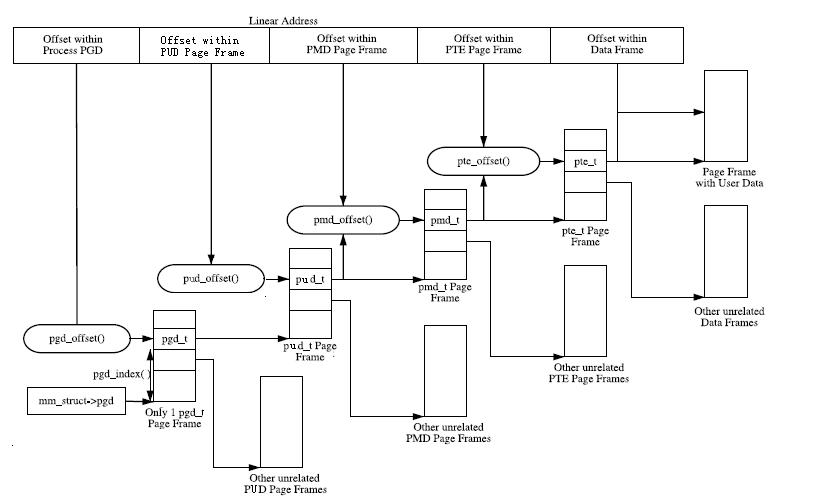 Linear Address
Offset within
Process PGD
Offset within
PUD Page Frame
Offset within
PMD Page Frame
Offset within
PTE Page Frame
Offset within
Data Frame
pte_offset()
pte_t
Page Frame
with User Data
pmd_offset()
pmd_t
pte_t Page
Frame
pud_offset()
pud_t
pmd_t Page
Frame
Other unrelated
Data Frames
pgd_offset()
pgd_t
pud_t Page
Frame
pgd_index( )
Other unrelated
PTE Page Frames
mm_struct->pgd
Only 1 pgd_t
Page Frame
Other unrelated
PMD Page Frames
Other unrelated
PUD Page Frames